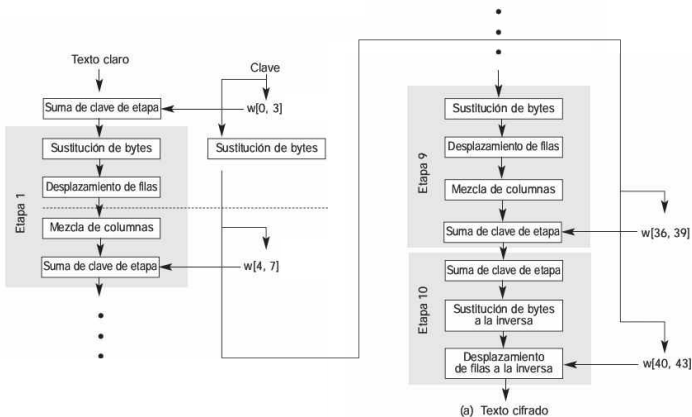 Texto claro
Clave
Suma de clave de etapa
w[0, 3]
Etapa 1
Sustitución de bytes
Sustitución de bytes
Desplazamiento de filas
Mezcla de columnas
Suma de clave de etapa
w[4, 7]
Etapa 9
Sustitución de bytes
Desplazamiento de filas
Mezcla de columnas
Suma de clave de etapa
w[36, 39]
Etapa 10
Suma de clave de etapa
Sustitución de bytes
a la inversa
Desplazamiento
de filas a la inversa
w[40, 43]
(a) Texto cifrado